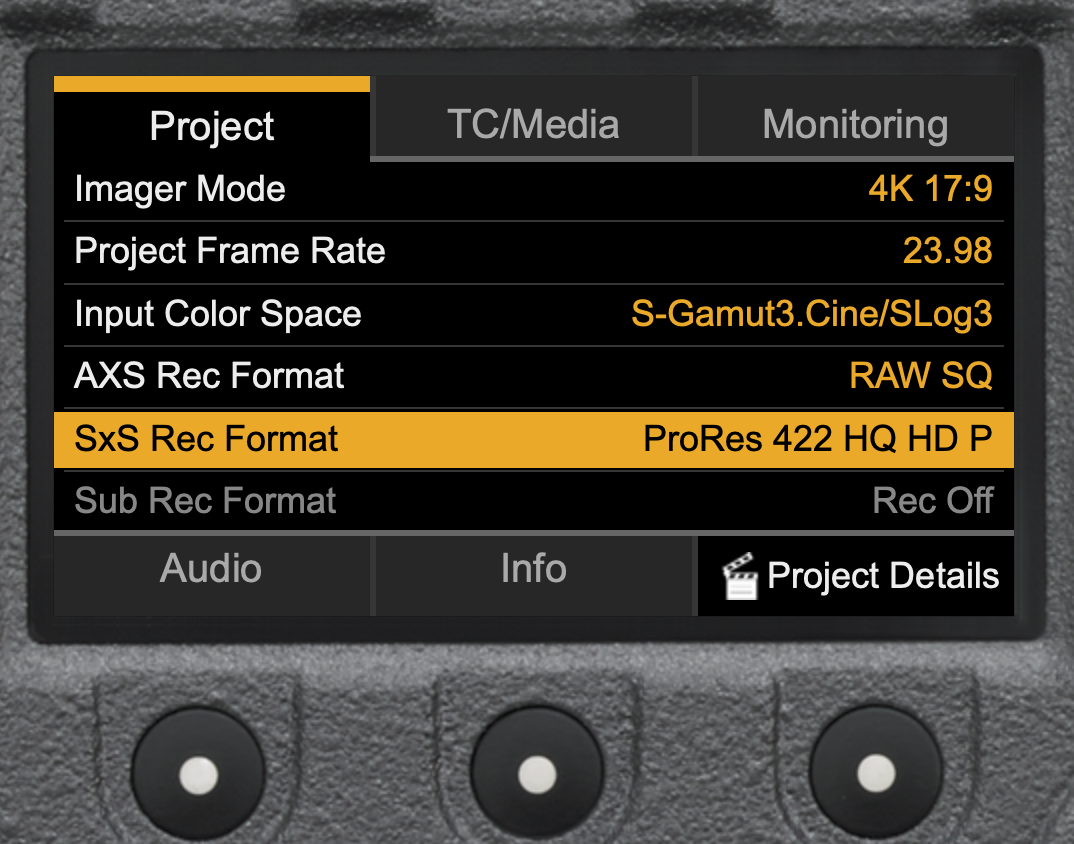 Project TC/Media Monitoring
Imager Mode 4K 17:9
Project Frame Rate 23.98
Input Color Space S-Gamut3.Cine/SLog3
AXS Rec Format RAW SQ
SxS Rec Format ProRes 422 HQ HD P
Sub Rec Format Rec Off
Audio Info Project Details